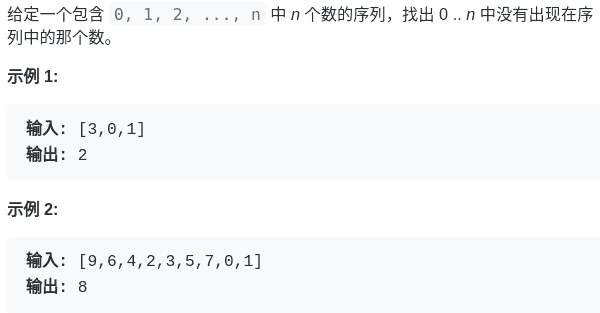 给定一个包含 0, 1, 2, ..., n 中 n 个数的序列，找出 0 .. n 中没有出现在序
列中的那个数。
示例 1:
输入: [3,0,1]
输出: 2
示例 2:
输入: [9,6,4,2,3,5,7,0,1]
输出: 8